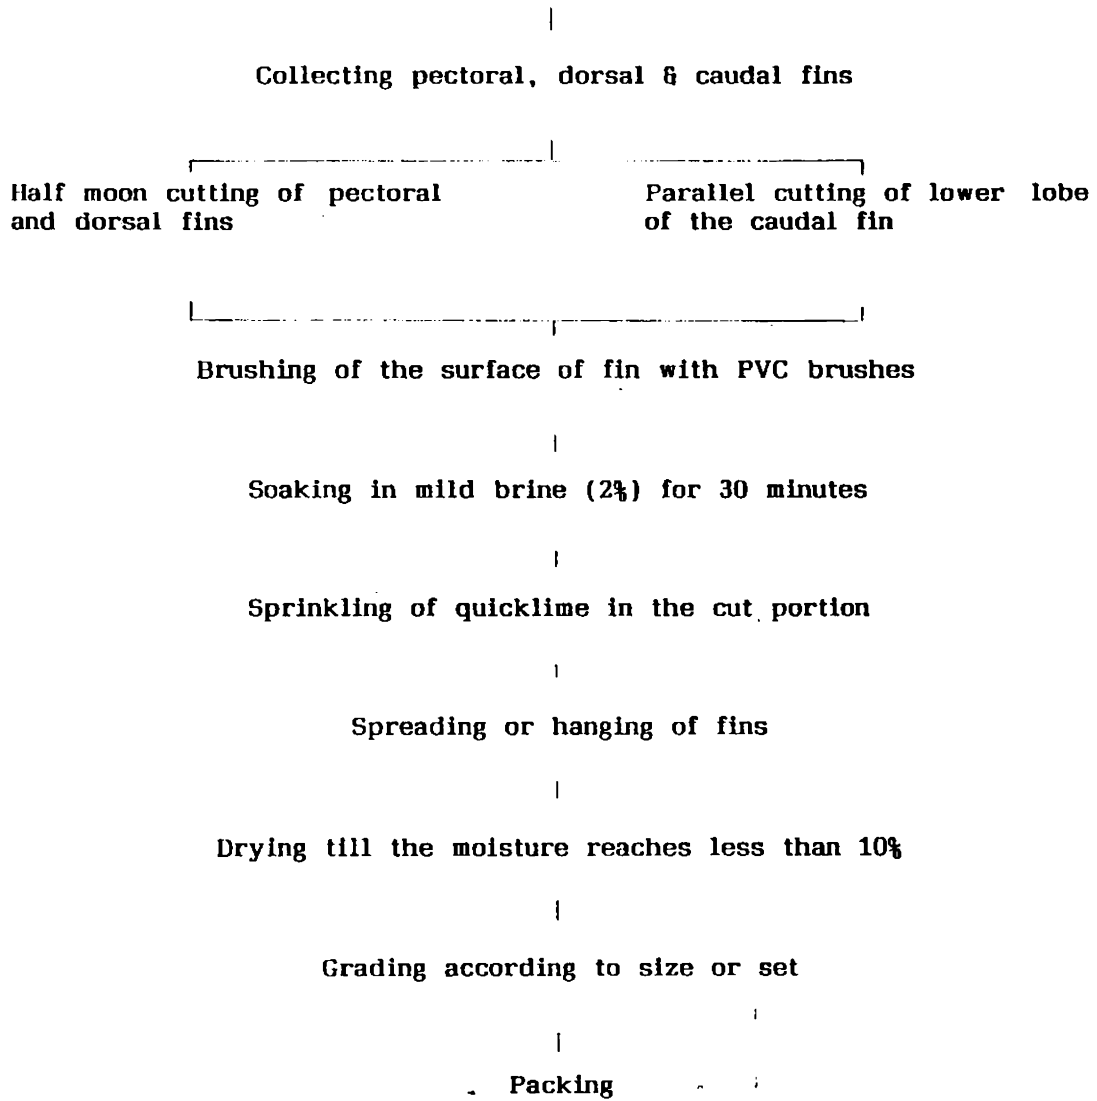 Collecting pectoral, dorsal & caudal fins
Half moon cutting of pectoral
and dorsal fins
Parallel cutting of lower lobe
of the caudal fin
Brushing of the surface of fin with PVC brushes
Soaking in mild brine (2%) for 30 minutes
Sprinkling of quicklime in the cut portion
Spreading or hanging of fins
Drying till the moisture reaches less than 10%
Grading according to size or set
Packing